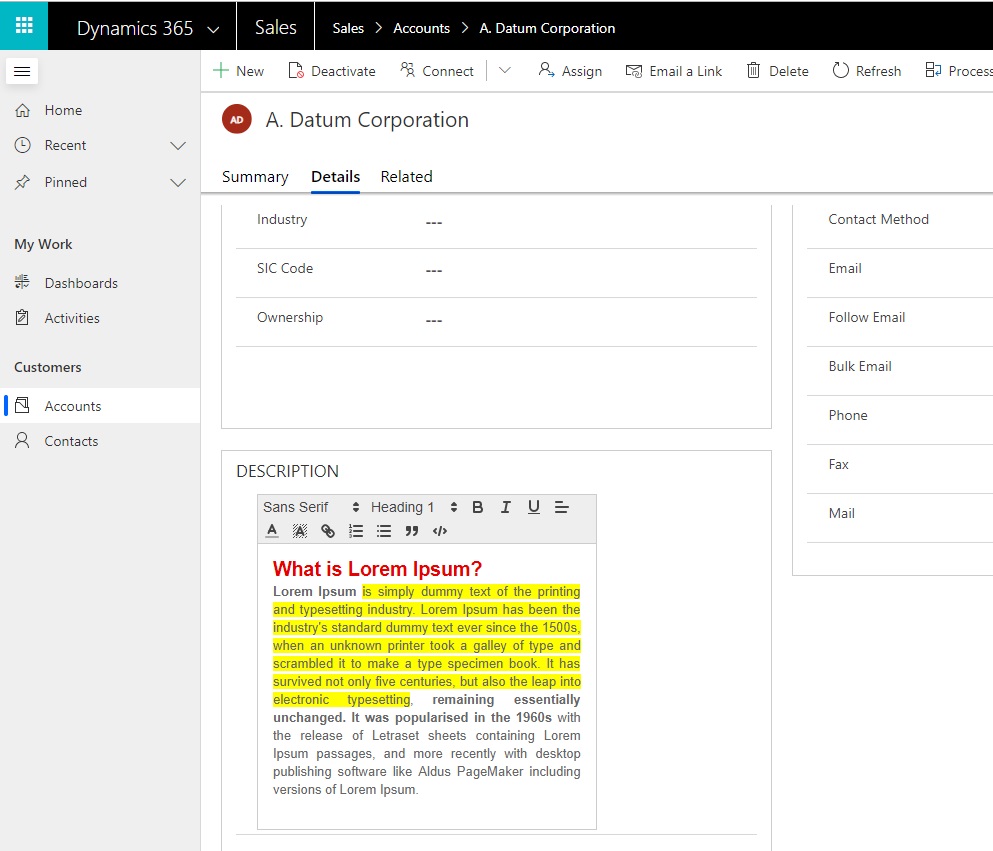 Dynamics 365 Sales Sales > Accounts > A. Datum Corporation
New Deactivate Connect Assign Email a Link Delete Refresh Process
Home
Recent
Pinned
My Work
Dashboards
Activities
Customers
Accounts
Contacts
AD A. Datum Corporation
Summary Details Related
Industry ---
SIC Code ---
Ownership ---
Contact Method
Email
Follow Email
Bulk Email
Phone
Fax
Mail
DESCRIPTION
Sans Serif Heading 1 B I U
A A
What is Lorem Ipsum?
Lorem Ipsum is simply dummy text of the printing
and typesetting industry. Lorem Ipsum has been the
industry's standard dummy text ever since the 1500s,
when an unknown printer took a galley of type and
scrambled it to make a type specimen book. It has
survived not only five centuries, but also the leap into
electronic typesetting, remaining essentially
unchanged. It was popularised in the 1960s with
the release of Letraset sheets containing Lorem
Ipsum passages, and more recently with desktop
publishing software like Aldus PageMaker including
versions of Lorem Ipsum.